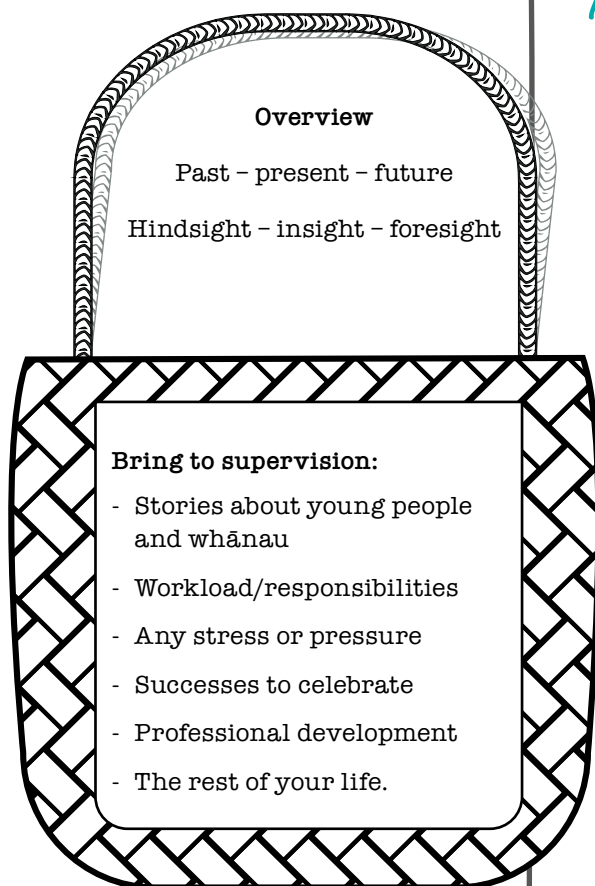 Overview
Past – present – future
Hindsight – insight – foresight
Bring to supervision:
- Stories about young people
and whānau
- Workload/responsibilities
- Any stress or pressure
- Successes to celebrate
- Professional development
- The rest of your life.